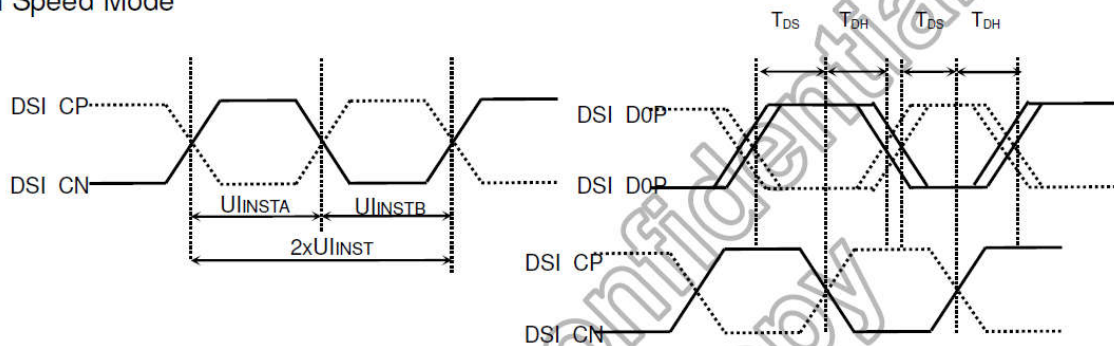 Speed Mode
TDS TDH TDS TDH
DSI CP
DSI CN
UIINSTA UIINSTB
2xUIINST
DSI D0P
DSI D0P
DSI CP
DSI CN
Confidential